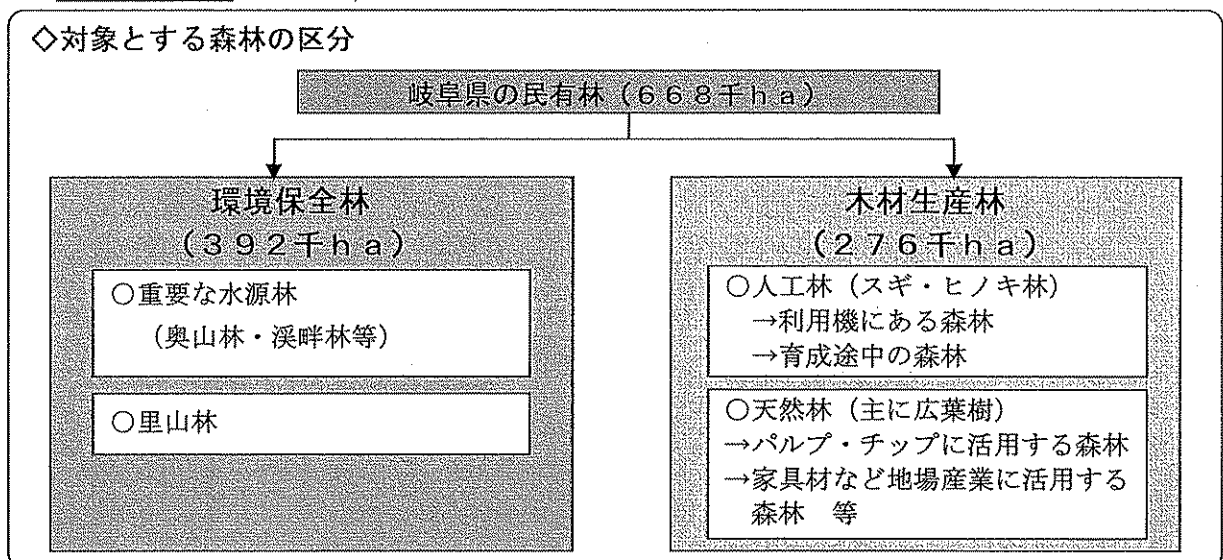 ◇対象とする森林の区分
岐阜県の民有林（６６８千ｈａ）
環境保全林
（３９２千ｈａ）
○重要な水源林
（奥山林・渓畔林等）
○里山林
木材生産林
（２７６千ｈａ）
○人工林（スギ・ヒノキ林）
→利用機にある森林
→育成途中の森林
○天然林（主に広葉樹）
→パルプ・チップに活用する森林
→家具材など地場産業に活用する
森林　等